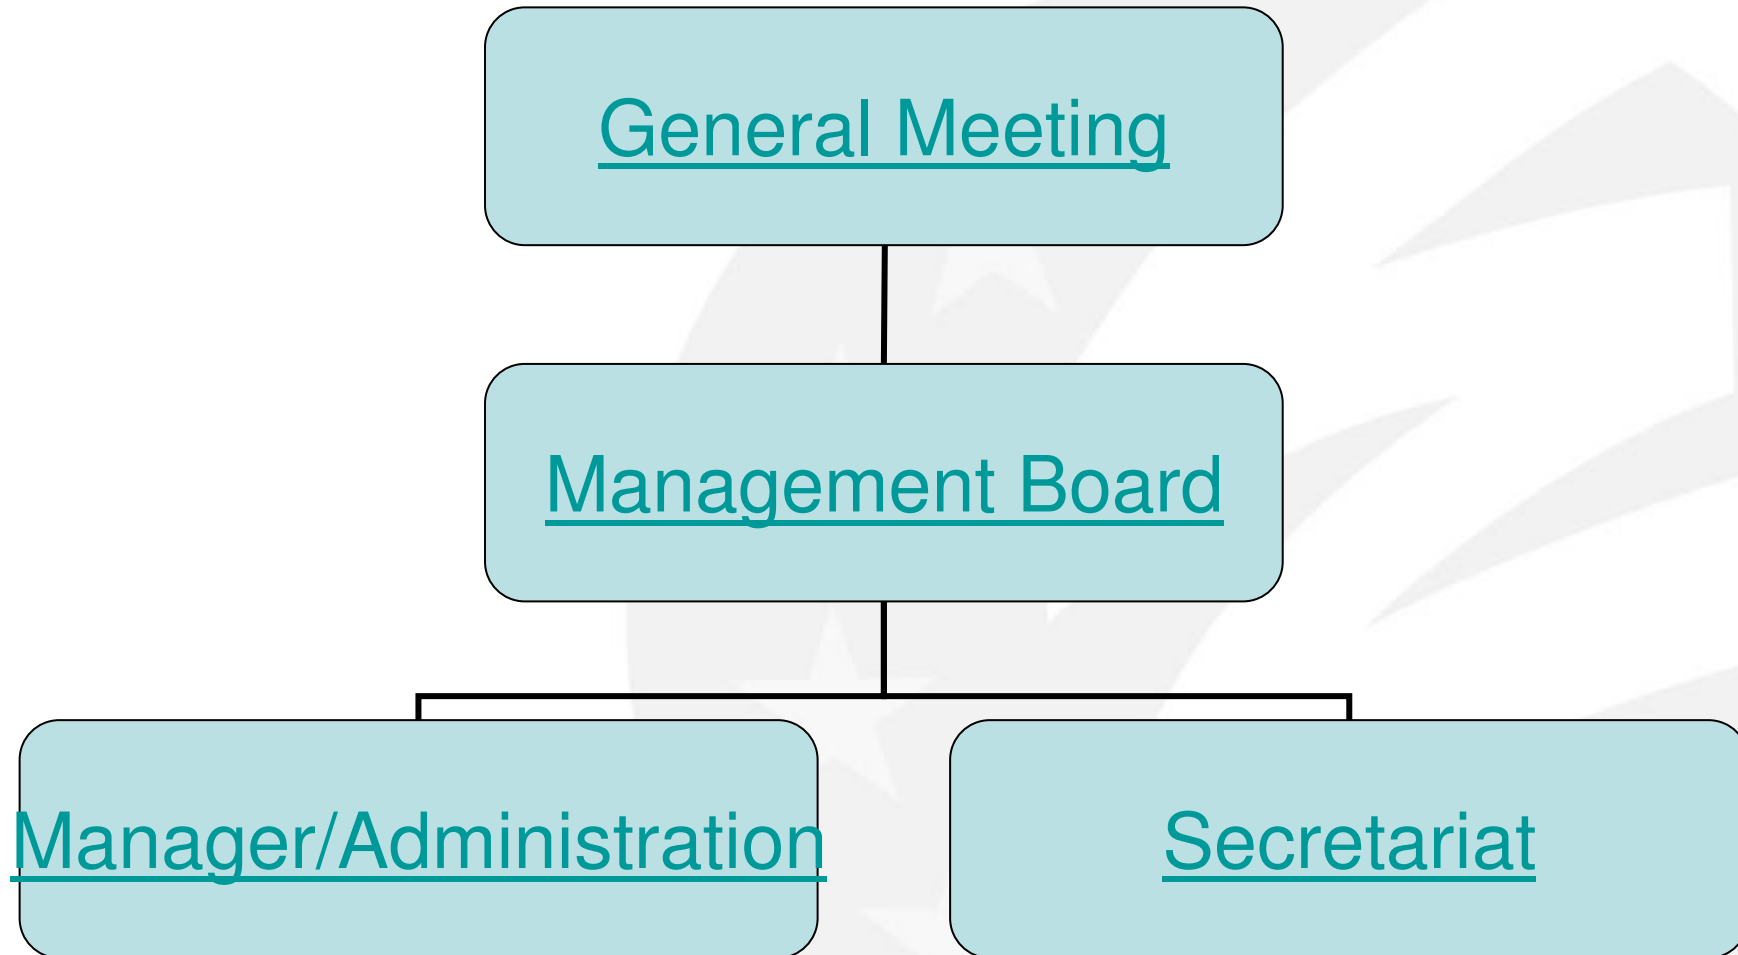 General Meeting
Management Board
Manager/Administration
Secretariat